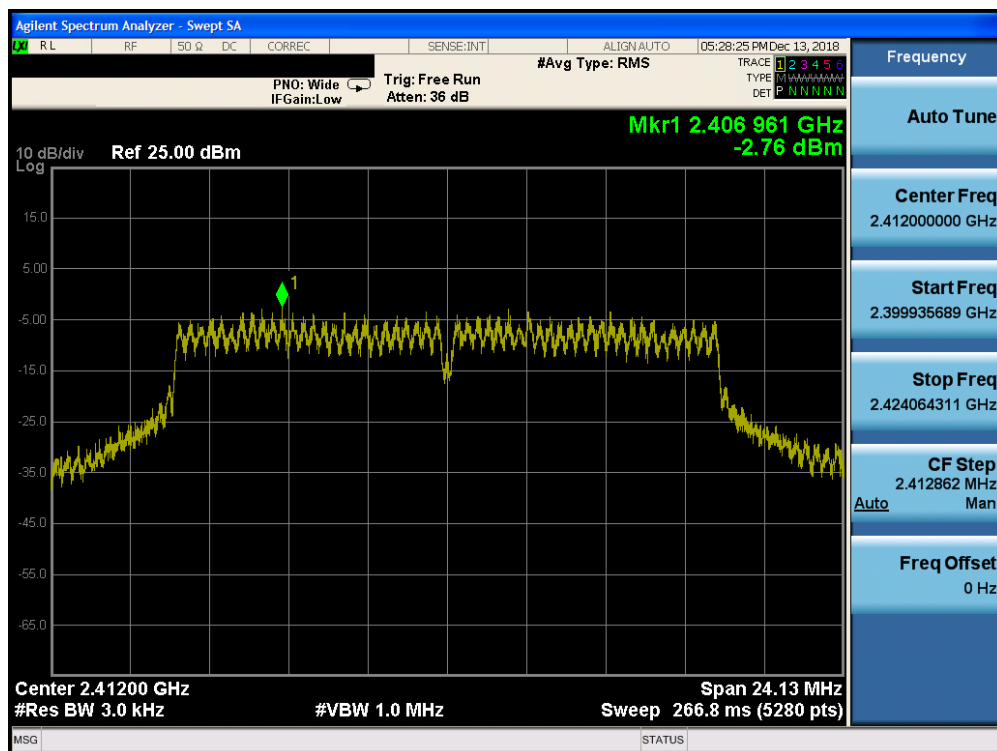 Agilent Spectrum Analyzer - Swept SA
LXI RL RF 50 Ω DC CORREC SENSE:INT ALIGNAUTO 05:28:25 PM Dec 13, 2018
#Avg Type: RMS TRACE 1 2 3 4 5 6
PNO: Wide Trig: Free Run TYPE MWWWWW
IFGain:Low Atten: 36 dB DET P N N N N N
Mkr1 2.406 961 GHz
-2.76 dBm
10 dB/div Ref 25.00 dBm
Log
15.0
5.00
1
-5.00
-15.0
-25.0
-35.0
-45.0
-55.0
-65.0
Center 2.41200 GHz Span 24.13 MHz
#Res BW 3.0 kHz #VBW 1.0 MHz Sweep 266.8 ms (5280 pts)
MSG STATUS
Frequency
Auto Tune
Center Freq
2.412000000 GHz
Start Freq
2.399935689 GHz
Stop Freq
2.424064311 GHz
CF Step
2.412862 MHz
Auto Man
Freq Offset
0 Hz